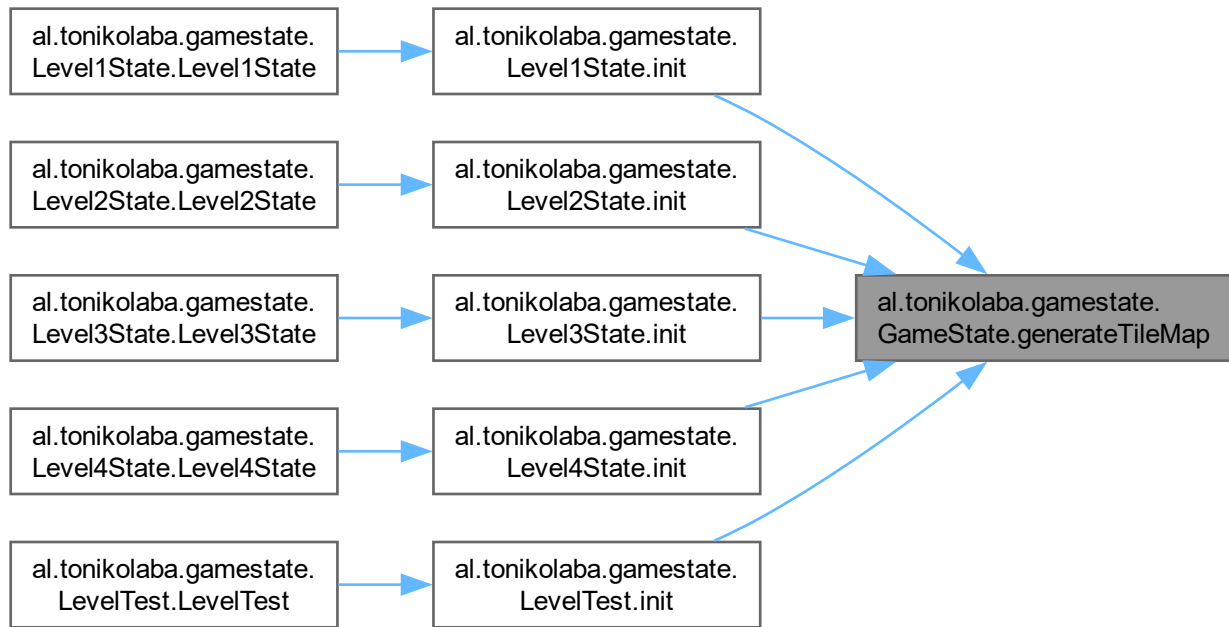 al.tonikolaba.gamestate.
Level1State.Level1State
al.tonikolaba.gamestate.
Level1State.init
al.tonikolaba.gamestate.
Level2State.Level2State
al.tonikolaba.gamestate.
Level2State.init
al.tonikolaba.gamestate.
Level3State.Level3State
al.tonikolaba.gamestate.
Level3State.init
al.tonikolaba.gamestate.
GameState.generateTileMap
al.tonikolaba.gamestate.
Level4State.Level4State
al.tonikolaba.gamestate.
Level4State.init
al.tonikolaba.gamestate.
LevelTest.LevelTest
al.tonikolaba.gamestate.
LevelTest.init